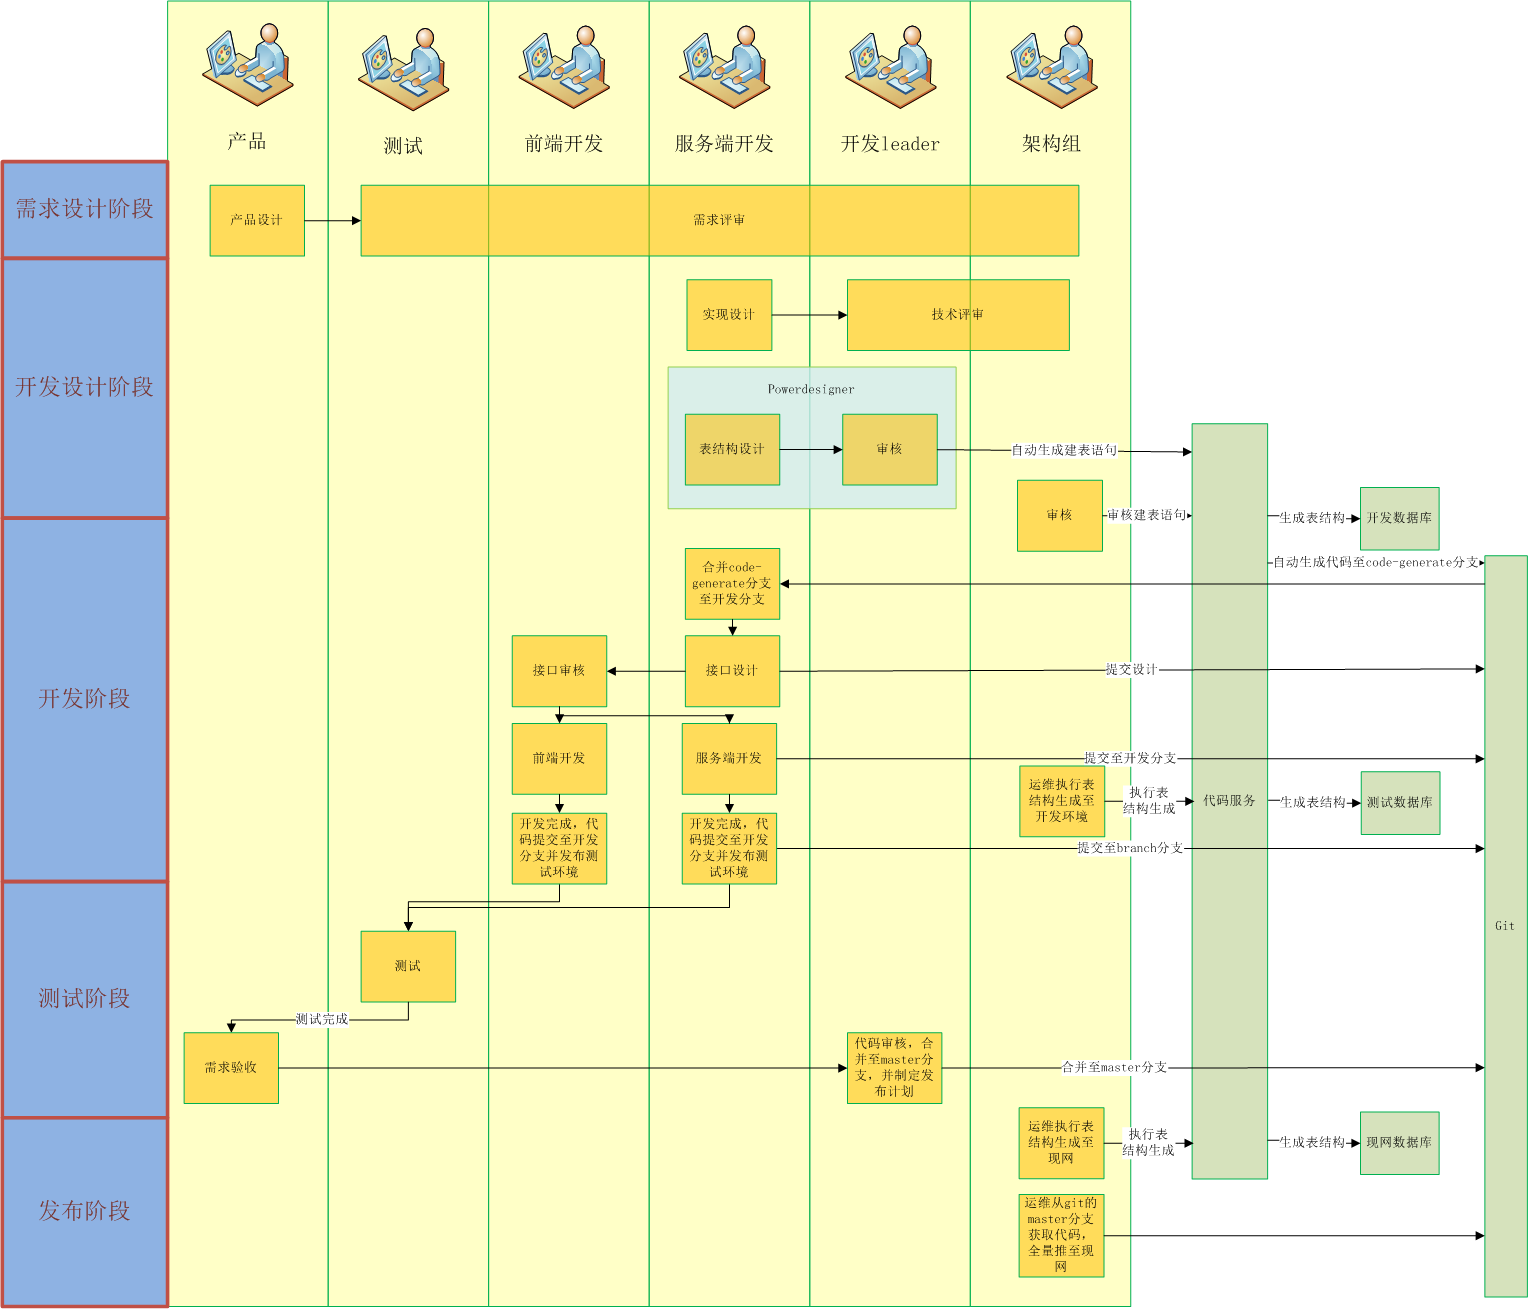 产品
测试
前端开发
服务端开发
开发leader
架构组
需求设计阶段
产品设计
需求评审
开发设计阶段
实现设计
技术评审
Powerdesigner
表结构设计
审核
自动生成建表语句
审核
审核建表语句
生成表结构
开发数据库
开发阶段
自动生成代码至code-generate分支
合并code-
generate分支
至开发分支
接口审核
接口设计
提交设计
前端开发
服务端开发
提交至开发分支
运维执行表
结构生成至
开发环境
执行表
结构生成
代码服务
生成表结构
测试数据库
开发完成，代
码提交至开发
分支并发布测
试环境
开发完成，代
码提交至开发
分支并发布测
试环境
提交至branch分支
Git
测试阶段
测试
测试完成
需求验收
代码审核，合
并至master分
支，并制定发
布计划
合并至master分支
发布阶段
运维执行表
结构生成至
现网
执行表
结构生成
生成表结构
现网数据库
运维从git的
master分支
获取代码，
全量推至现
网